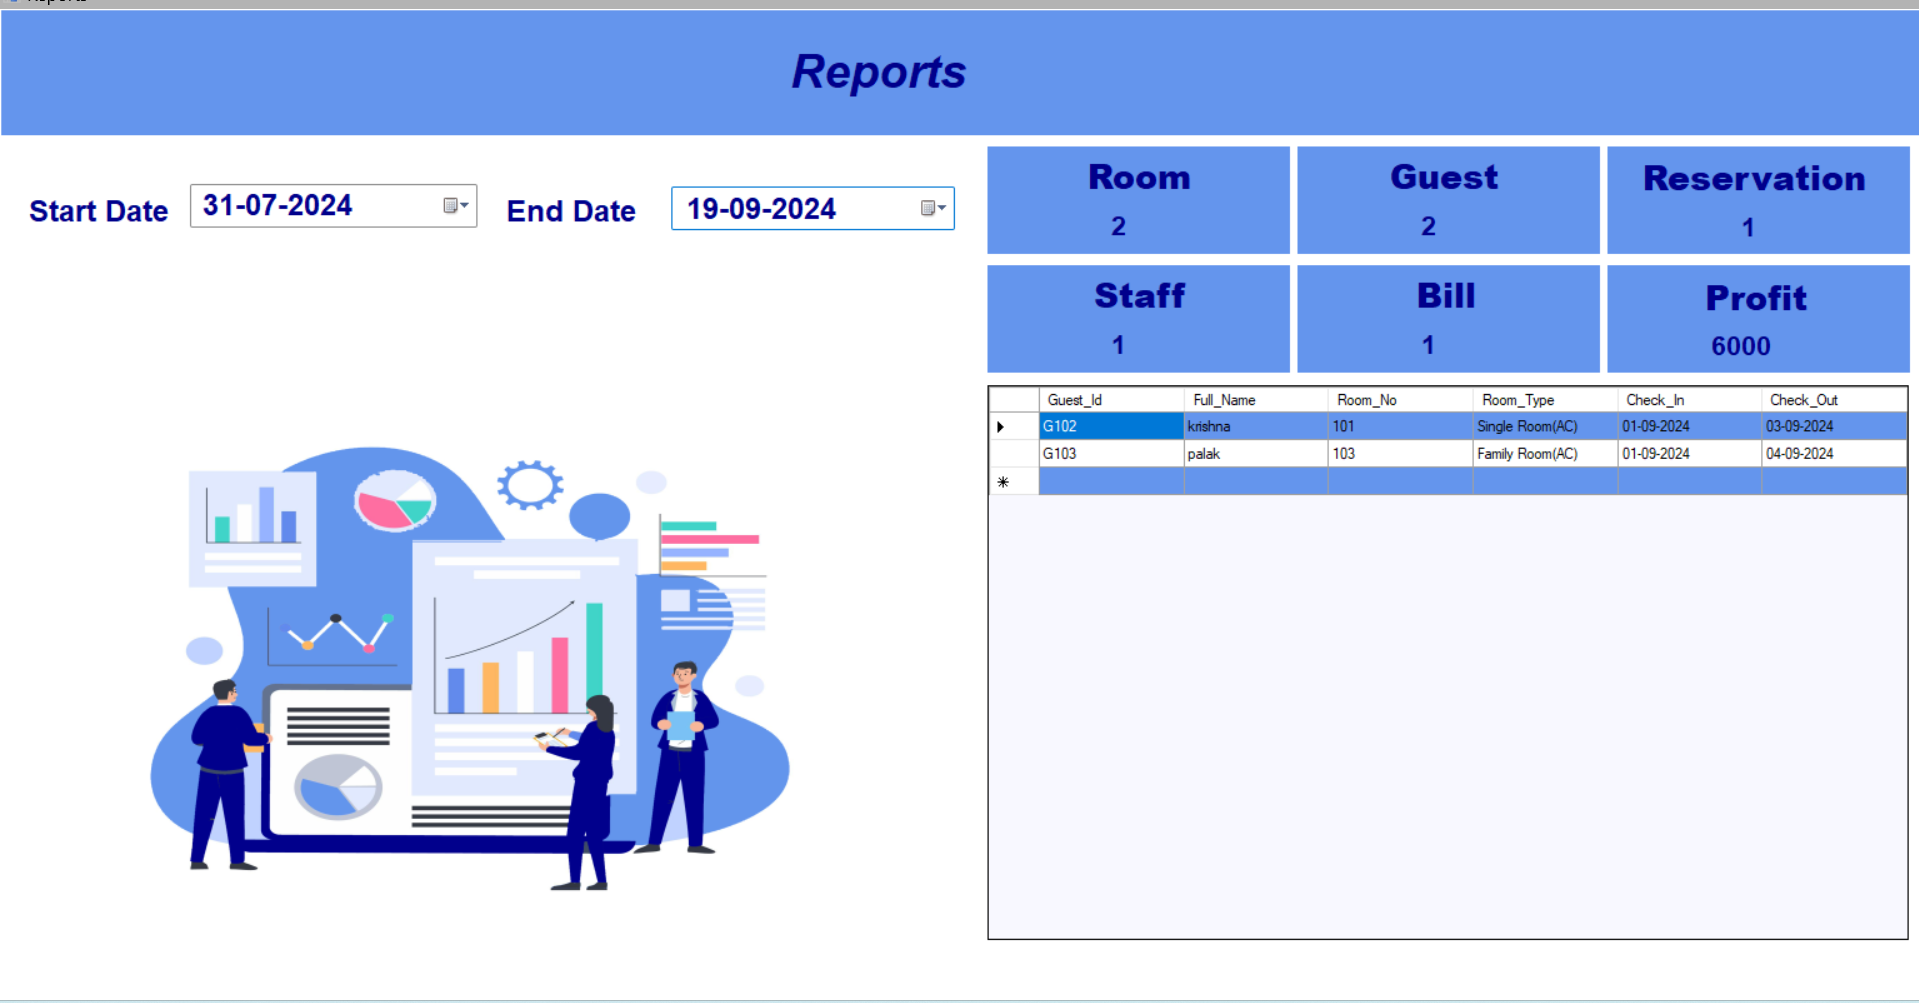 Reports
Reports
Start Date 31-07-2024 End Date 19-09-2024
Room Guest Reservation
2 2 1
Staff Bill Profit
1 1 6000
Guest_Id Full_Name Room_No Room_Type Check_In Check_Out
G102 krishna 101 Single Room(AC) 01-09-2024 03-09-2024
G103 palak 103 Family Room(AC) 01-09-2024 04-09-2024